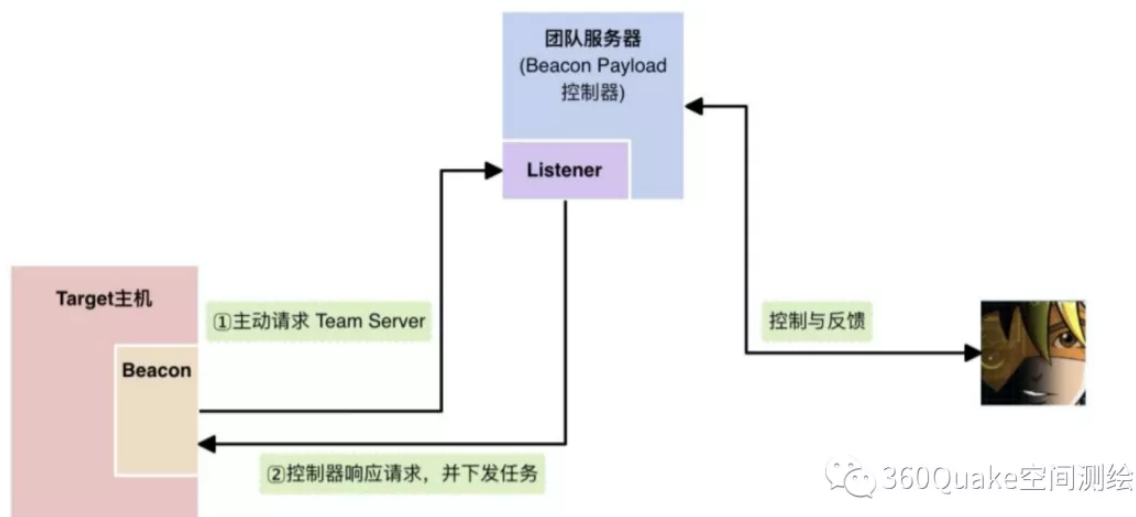 团队服务器
(Beacon Payload
控制器)
Listener
Target主机
①主动请求 Team Server
控制与反馈
Beacon
②控制器响应请求，并下发任务
360Quake空间测绘